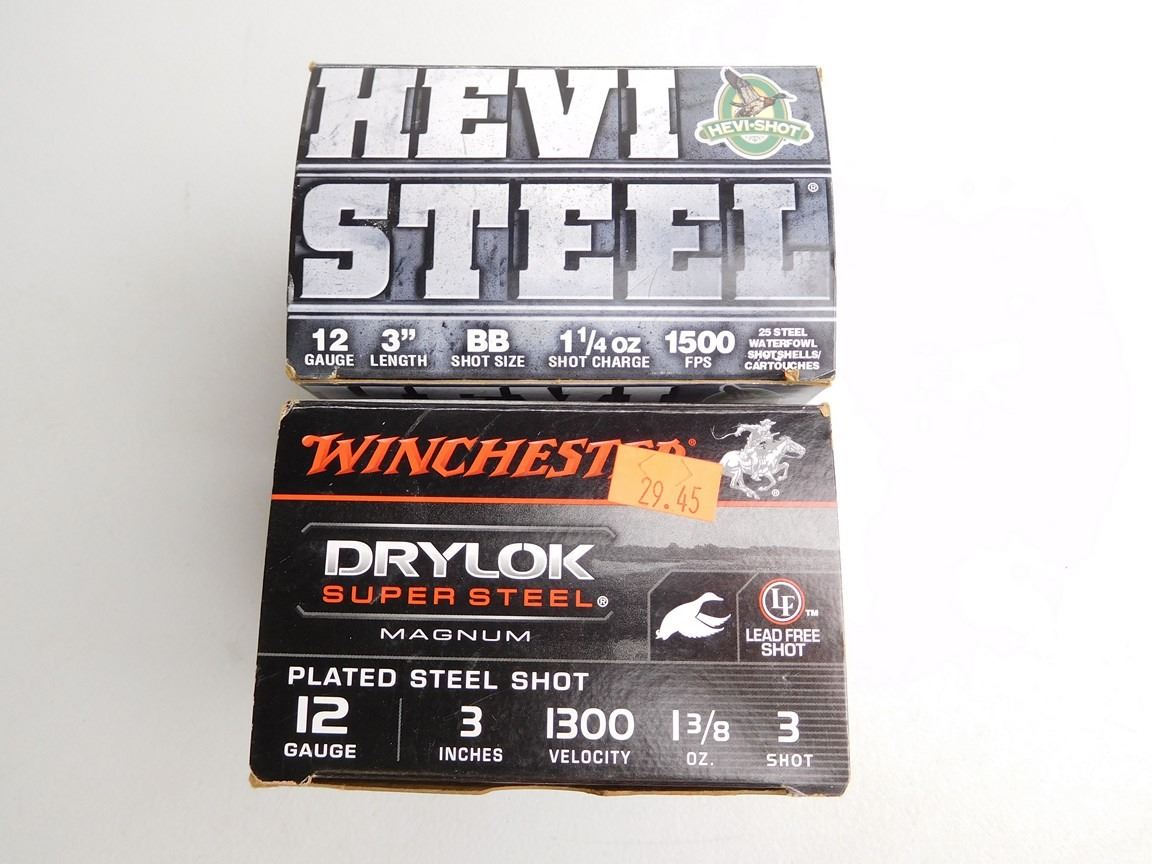 HEVI
HEVI-SHOT
STEEL®
12 GAUGE
3” LENGTH
BB SHOT SIZE
1 1/4 oz SHOT CHARGE
1500 FPS
25 STEEL
WATERFOWL
SHOTSHELLS/
CARTOUCHES
HEVI
WINCHESTER®
29.45
®
DRYLOK
SUPER STEEL®
MAGNUM
LF™
LEAD FREE
SHOT
PLATED STEEL SHOT
12 GAUGE
3 INCHES
1300 VELOCITY
1 3/8 OZ.
3 SHOT